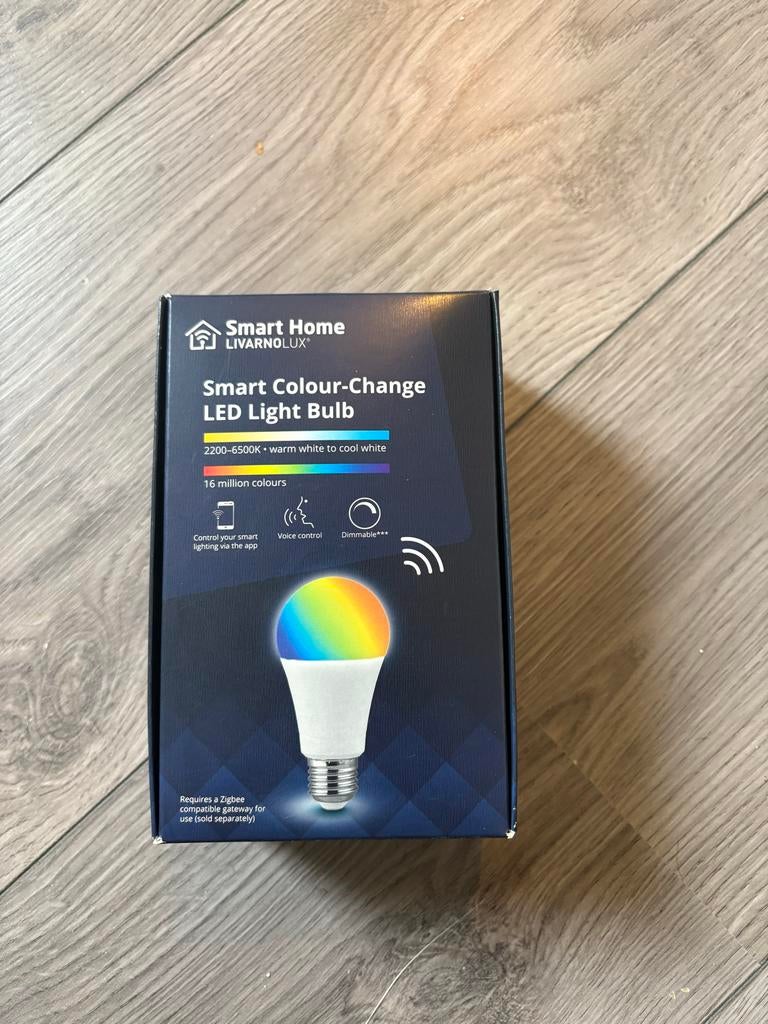 Smart Home
LIVARNOLUX®
Smart Colour-Change
LED Light Bulb
2200–6500K • warm white to cool white
16 million colours
Control your smart
lighting via the app
Voice control
Dimmable***
Requires a Zigbee
compatible gateway for
use (sold separately)